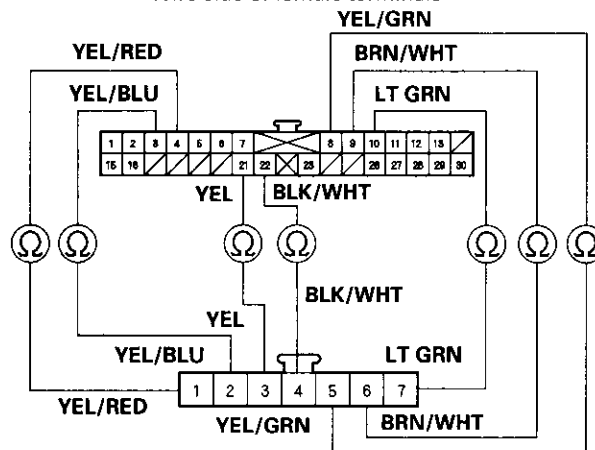 YEL/GRN
YEL/RED
BRN/WHT
YEL/BLU
LT GRN
1 2 3 4 5 6 7 8 9 10 11 12 13
15 16 21 22 23 26 27 28 29 30
YEL
BLK/WHT
Ω Ω Ω Ω Ω Ω Ω
BLK/WHT
YEL
YEL/BLU
LT GRN
1 2 3 4 5 6 7
YEL/RED
YEL/GRN
BRN/WHT